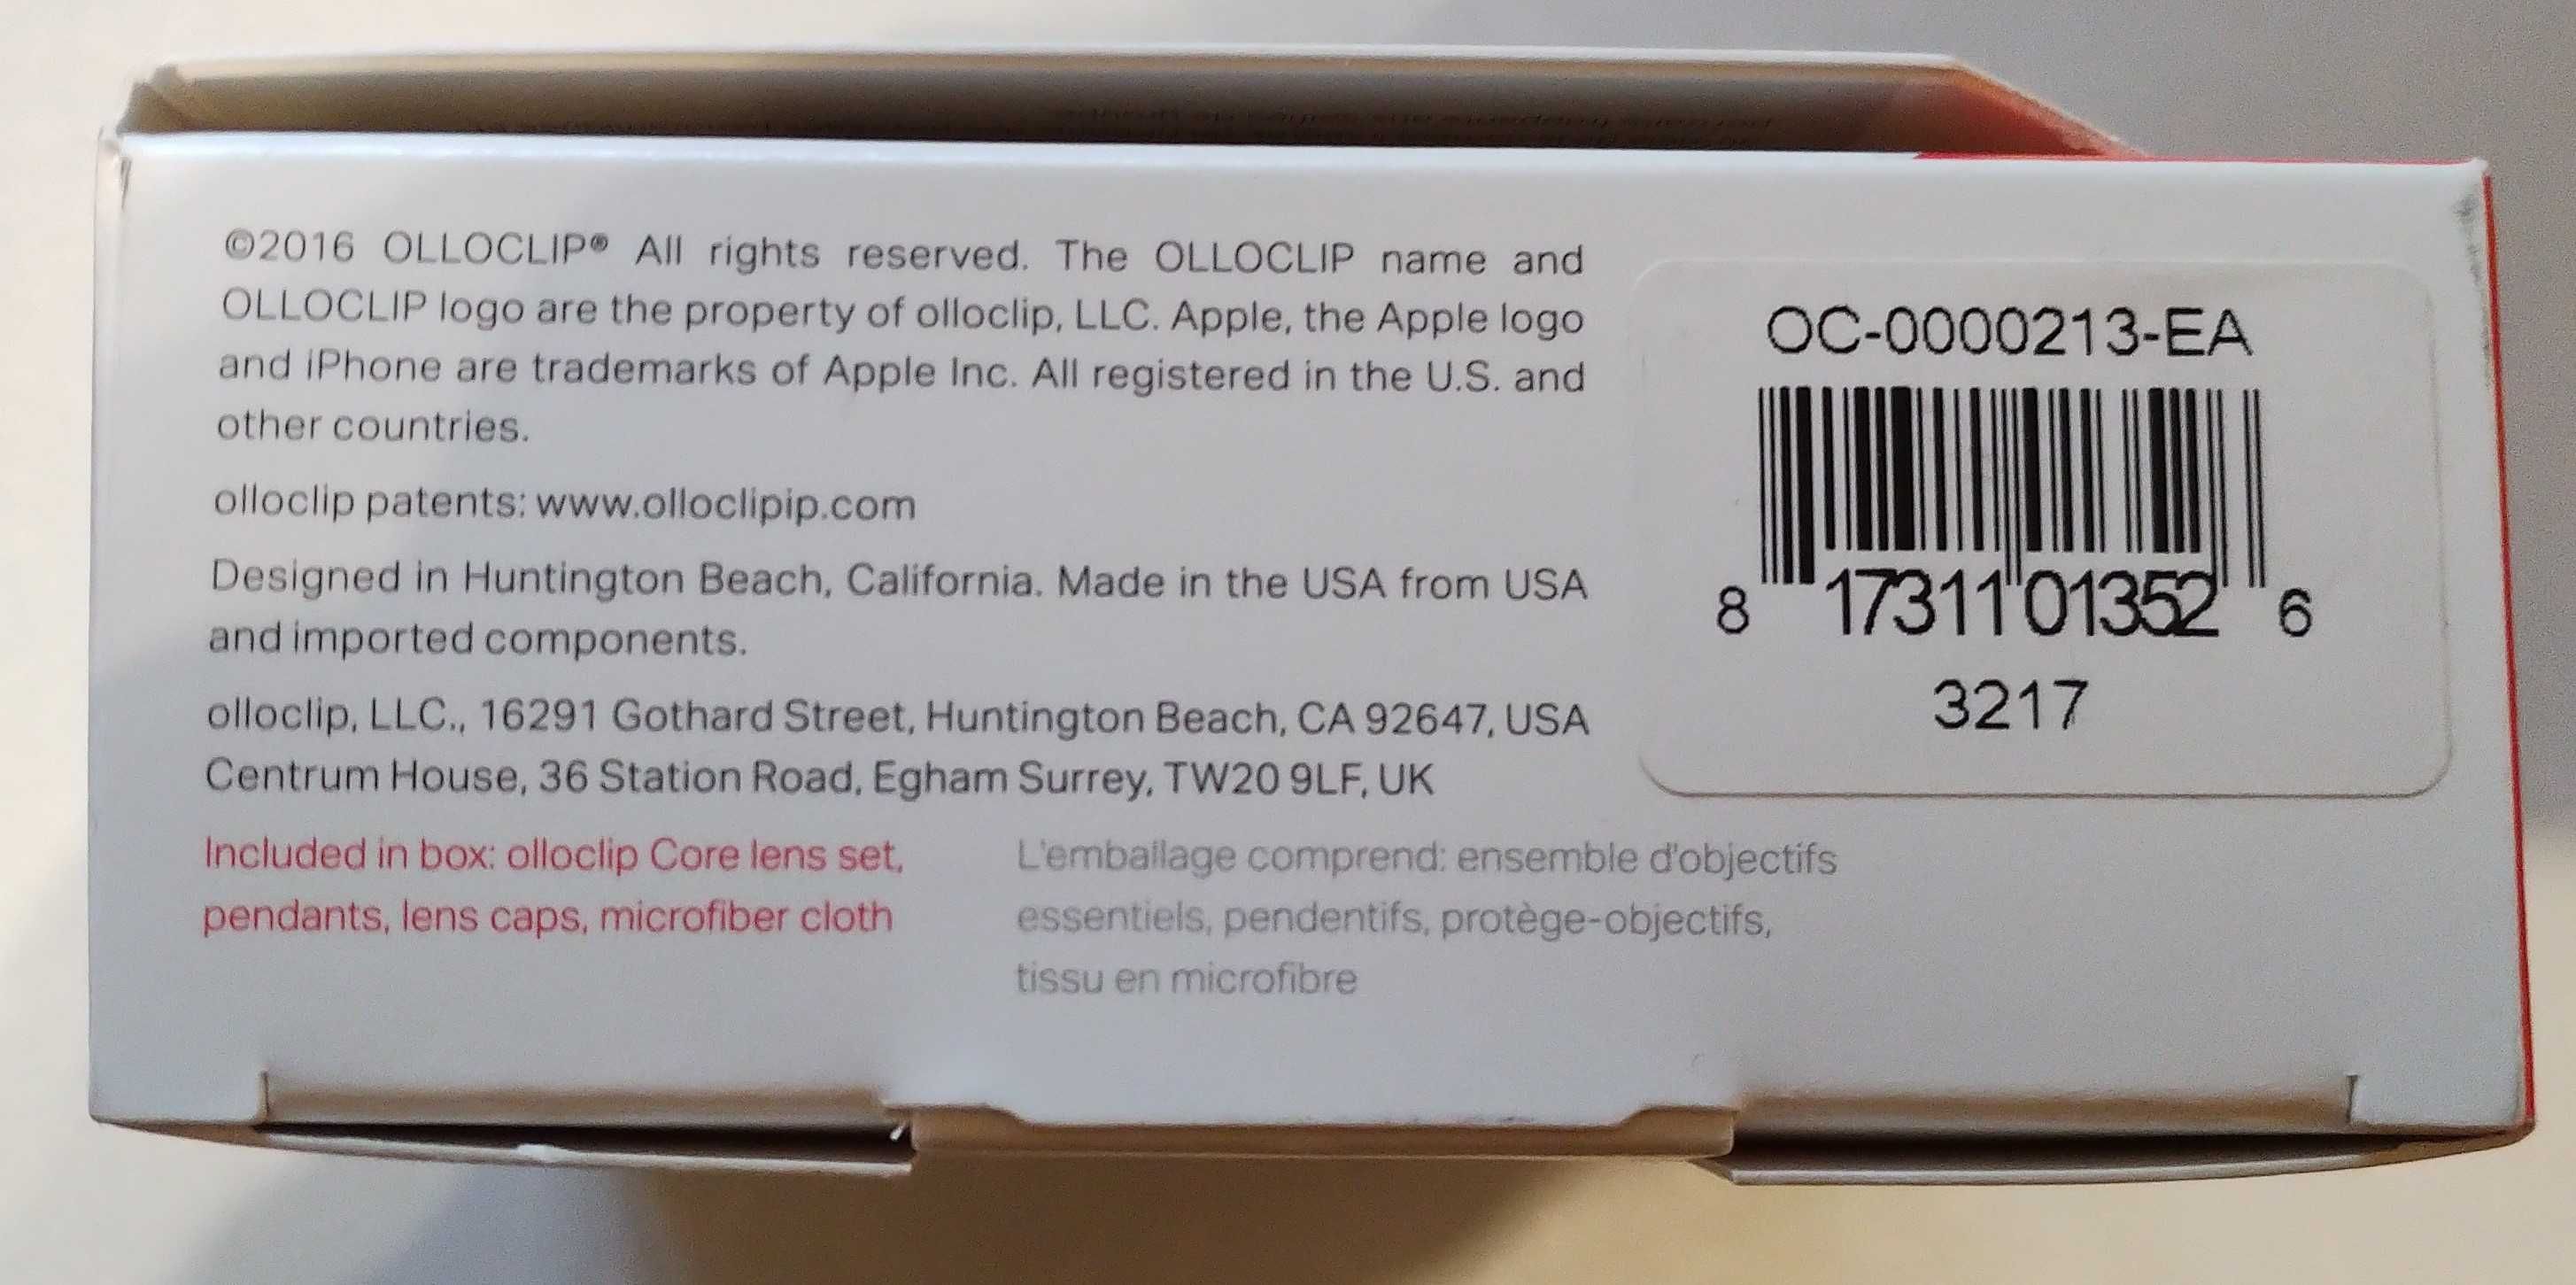 ©2016 OLLOCLIP® All rights reserved. The OLLOCLIP name and
OLLOCLIP logo are the property of olloclip, LLC. Apple, the Apple logo
and iPhone are trademarks of Apple Inc. All registered in the U.S. and
other countries.
olloclip patents: www.olloclipip.com
Designed in Huntington Beach, California. Made in the USA from USA
and imported components.
olloclip, LLC., 16291 Gothard Street, Huntington Beach, CA 92647, USA
Centrum House, 36 Station Road, Egham Surrey, TW20 9LF, UK
Included in box: olloclip Core lens set,
pendants, lens caps, microfiber cloth
L'emballage comprend: ensemble d'objectifs
essentiels, pendentifs, protège-objectifs,
tissu en microfibre
OC-0000213-EA
8 17311 01352 6
3217